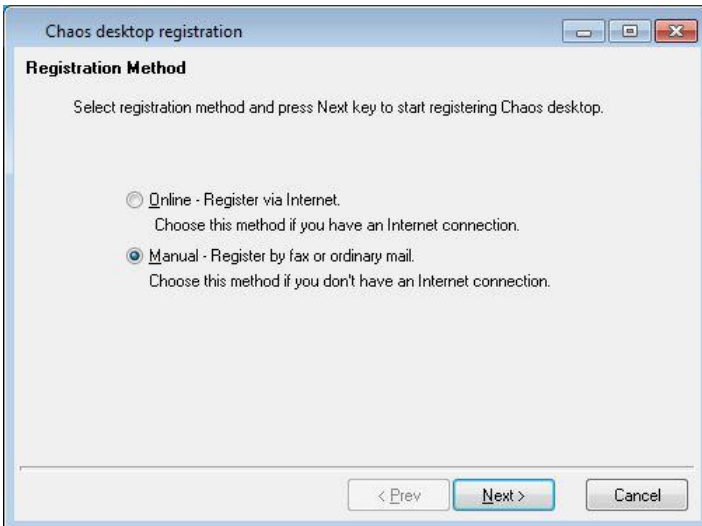 Chaos desktop registration
Registration Method
Select registration method and press Next key to start registering Chaos desktop.
Online - Register via Internet.
Choose this method if you have an Internet connection.
Manual - Register by fax or ordinary mail.
Choose this method if you don't have an Internet connection.
< Prev Next > Cancel